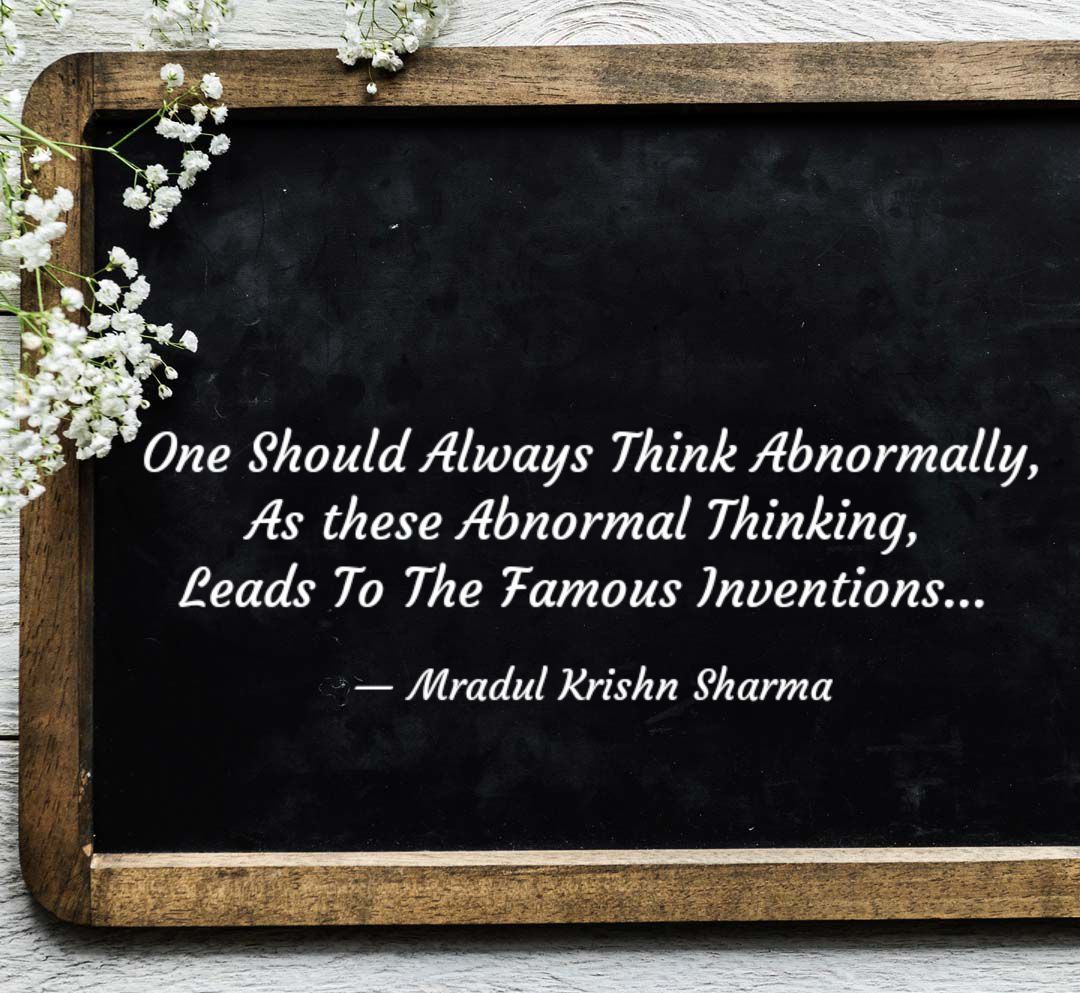 One Should Always Think Abnormally,
As these Abnormal Thinking,
Leads To The Famous Inventions...
— Mradul Krishn Sharma